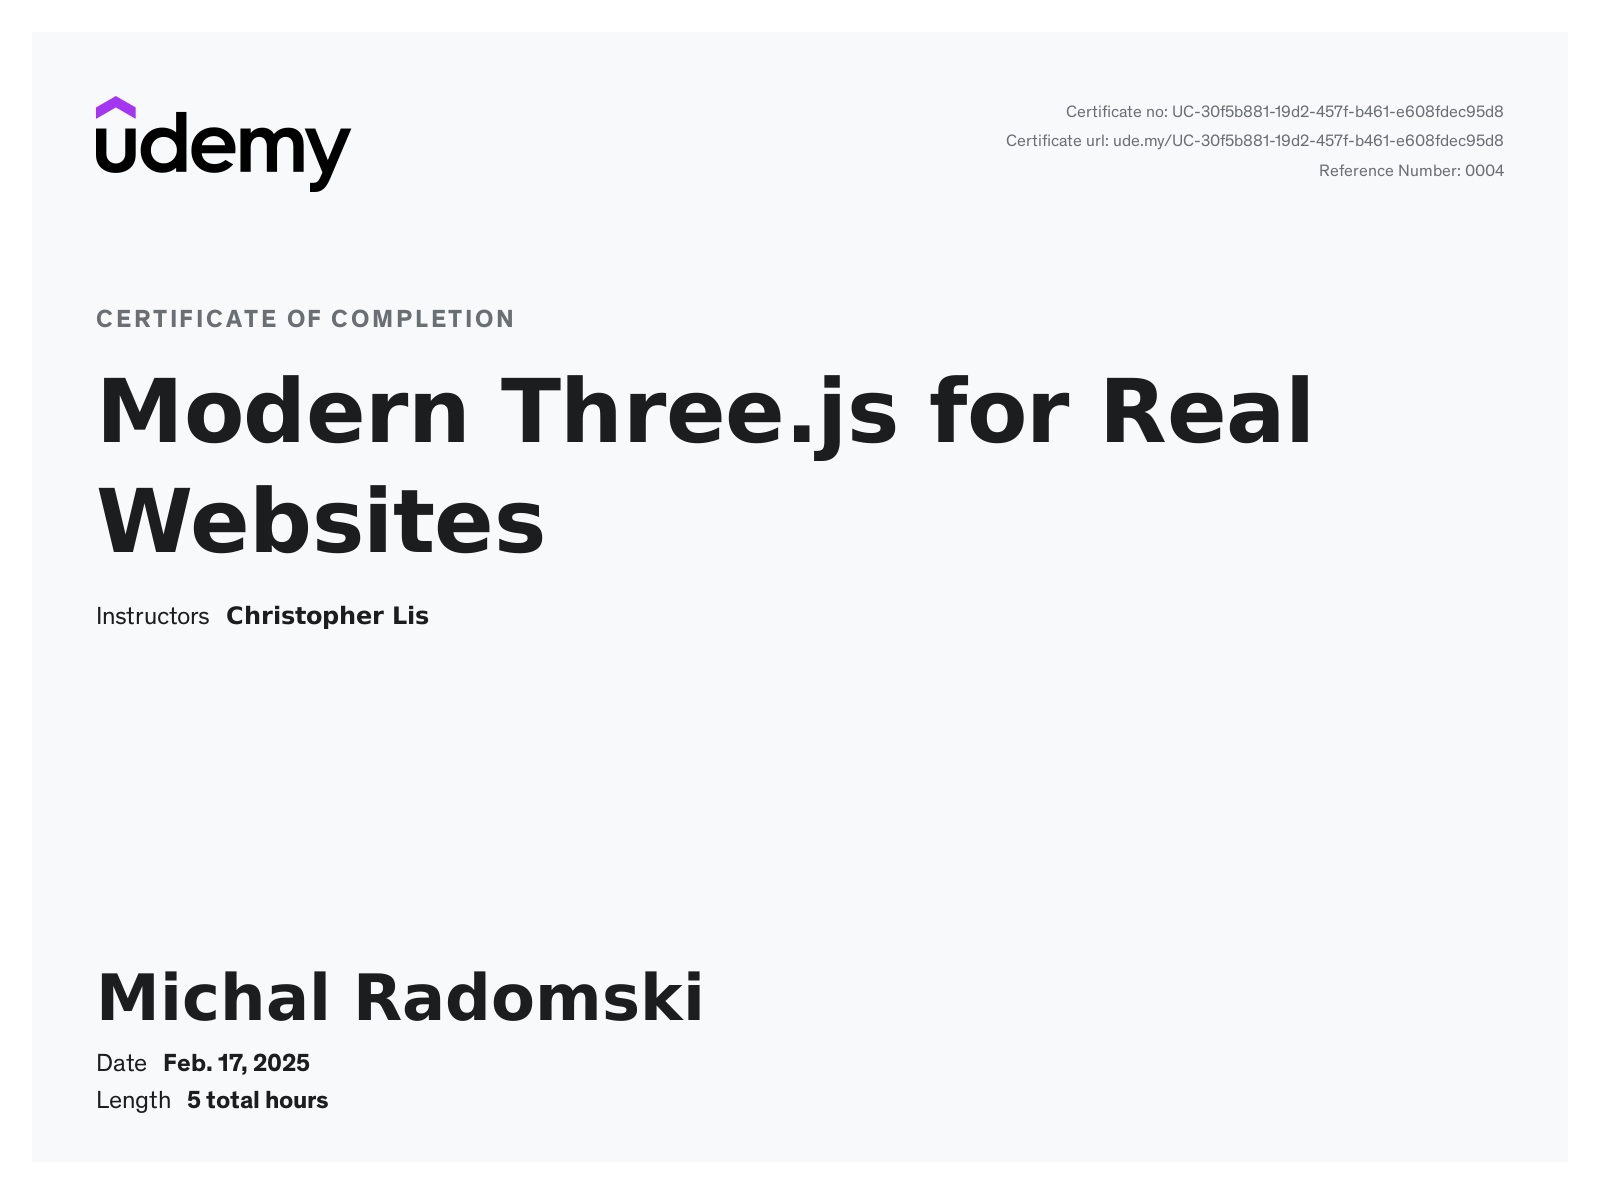 udemy
Certificate no: UC-30f5b881-19d2-457f-b461-e608fdec95d8
Certificate url: ude.my/UC-30f5b881-19d2-457f-b461-e608fdec95d8
Reference Number: 0004
CERTIFICATE OF COMPLETION
Modern Three.js for Real
Websites
Instructors Christopher Lis
Michal Radomski
Date Feb. 17, 2025
Length 5 total hours